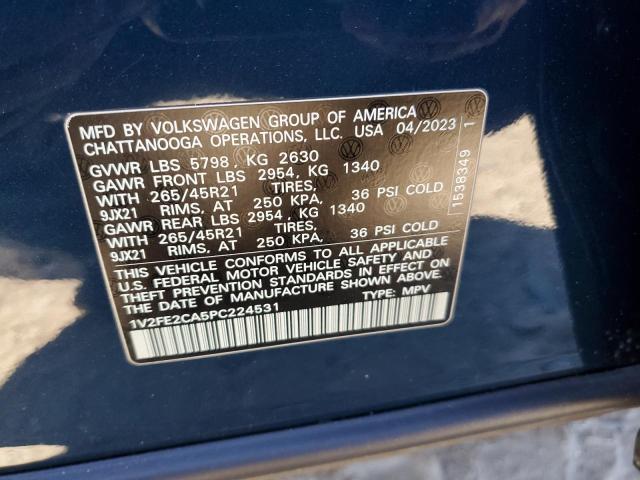 MFD BY VOLKSWAGEN GROUP OF AMERICA
CHATTANOOGA OPERATIONS, LLC. USA 04/2023
GVWR LBS 5798, KG 2630
GAWR FRONT LBS 2954, KG 1340
WITH 265/45R21 TIRES,
9JX21 RIMS, AT 250 KPA, 36 PSI COLD
GAWR REAR LBS 2954, KG 1340
WITH 265/45R21 TIRES,
9JX21 RIMS, AT 250 KPA, 36 PSI COLD
THIS VEHICLE CONFORMS TO ALL APPLICABLE
U.S. FEDERAL MOTOR VEHICLE SAFETY AND
THEFT PREVENTION STANDARDS IN EFFECT ON
THE DATE OF MANUFACTURE SHOWN ABOVE.
1V2FE2CA5PC224531 TYPE: MPV
1538349 1